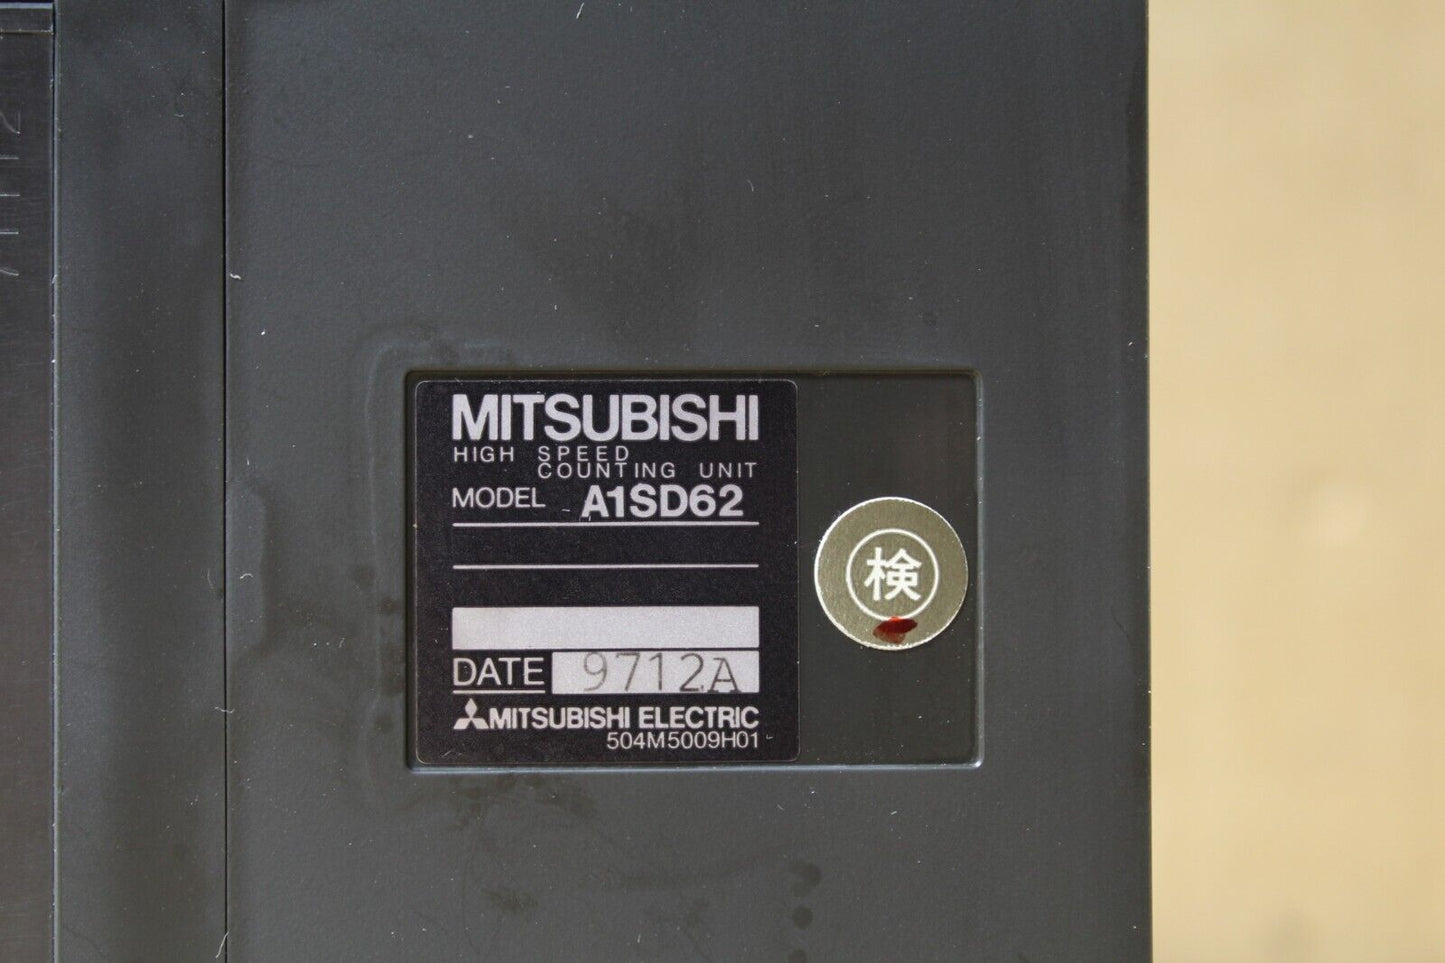 MITSUBISHI
HIGH SPEED
COUNTING UNIT
MODEL A1SD62
DATE 9712A
MITSUBISHI ELECTRIC
504M5009H01
検